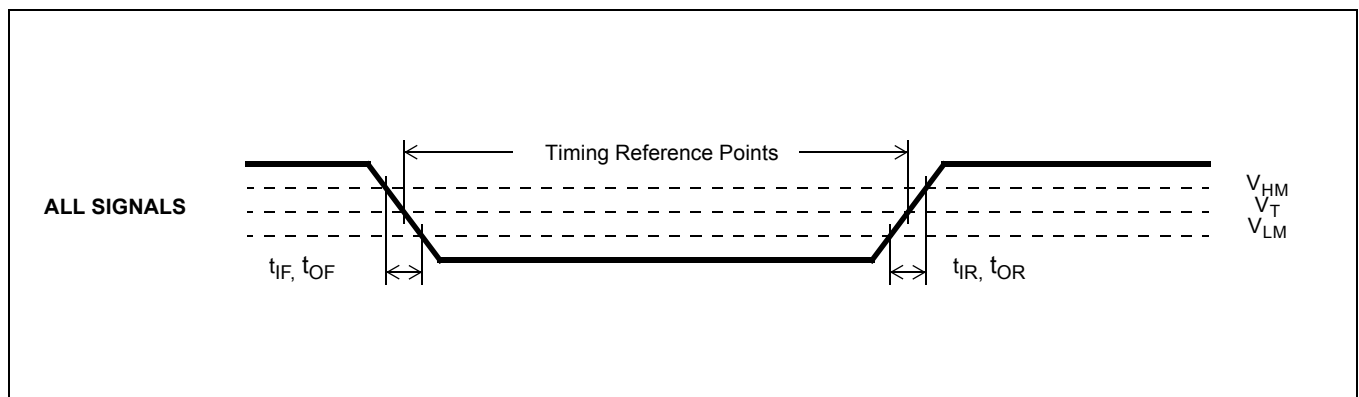 Timing Reference Points
V_HM
ALL SIGNALS
V_T
V_LM
t_IF, t_OF
t_IR, t_OR